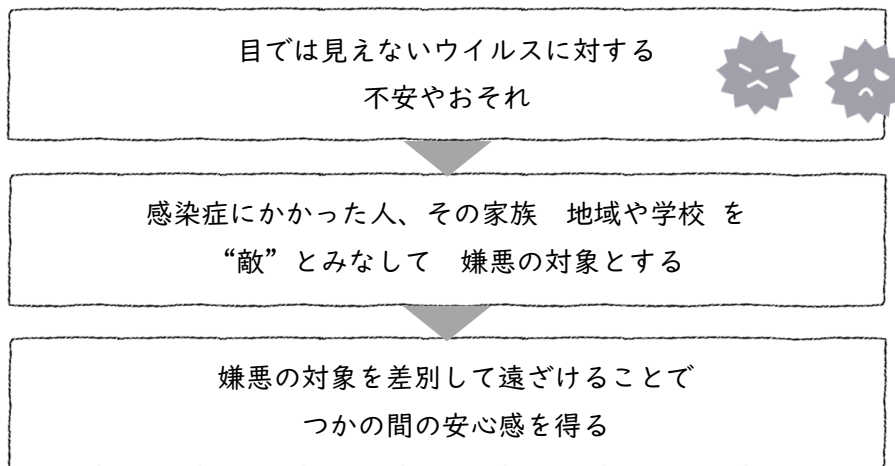 目では見えないウイルスに対する
不安やおそれ
感染症にかかった人、その家族　地域や学校 を
“敵”とみなして　嫌悪の対象とする
嫌悪の対象を差別して遠ざけることで
つかの間の安心感を得る